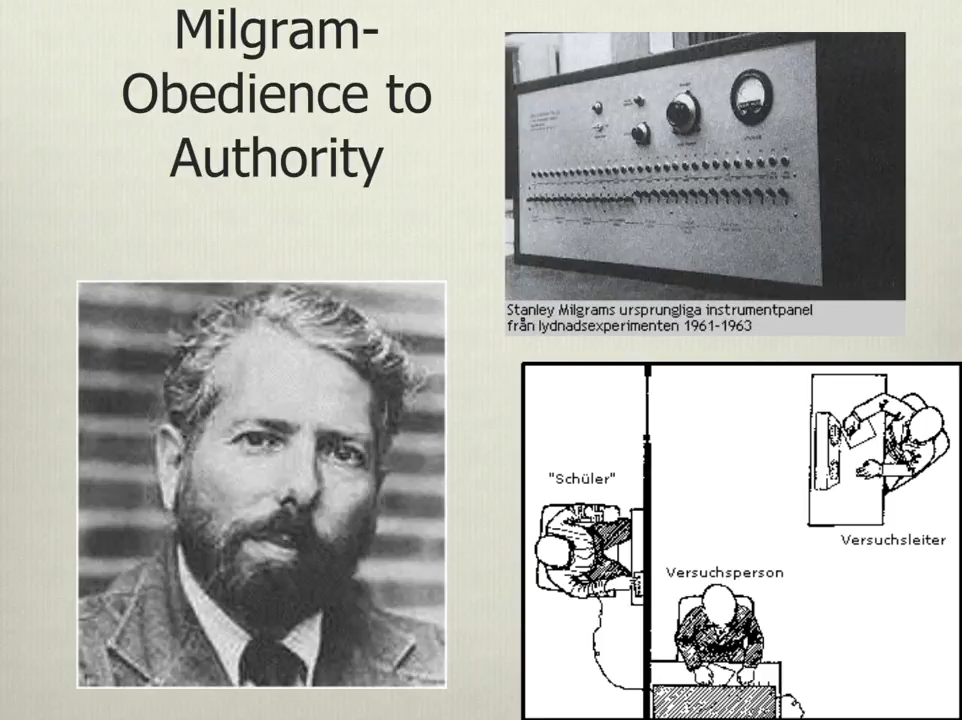 Milgram-
Obedience to
Authority
Stanley Milgrams ursprungliga instrumentpanel
från lydnadsexperimenten 1961-1963
"Schüler"
Versuchsleiter
Versuchsperson